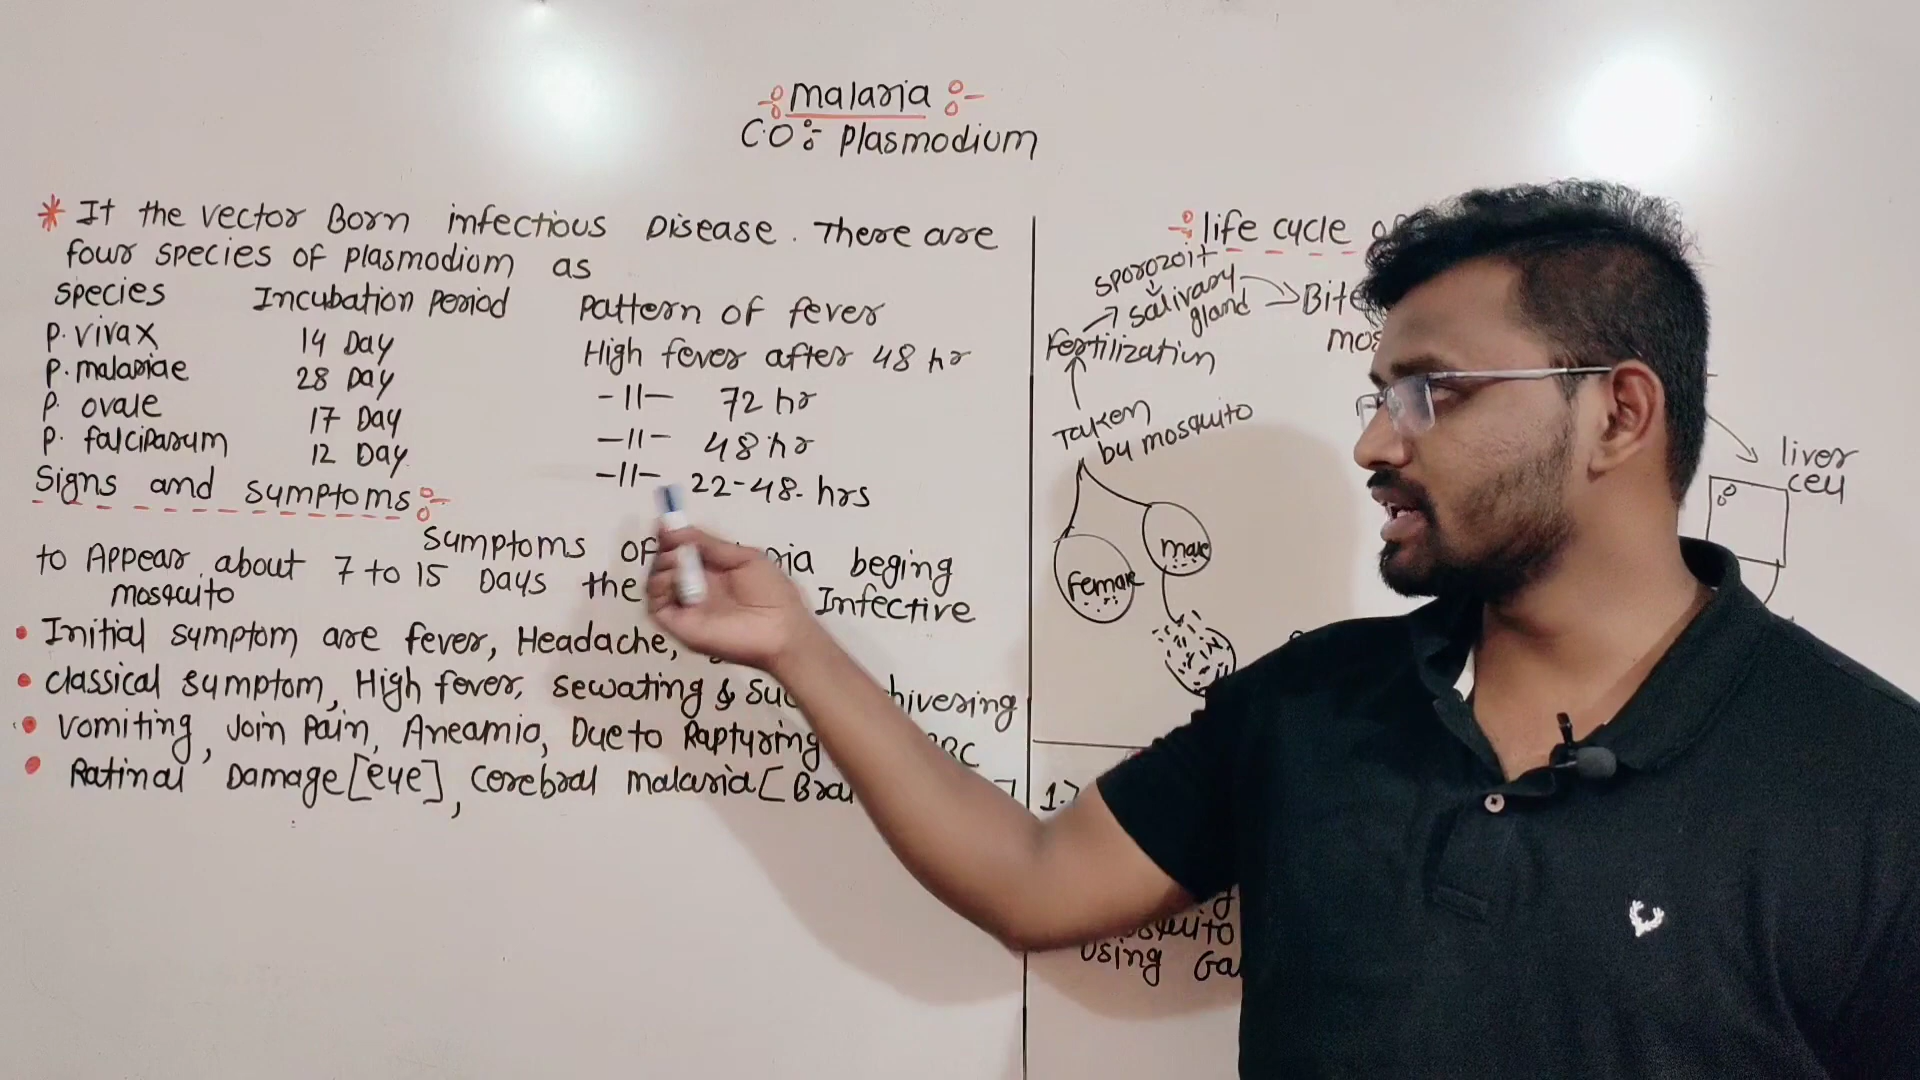 Malaria
C.O:- Plasmodium
* It the vector Born infectious Disease. There are
four species of plasmodium as
species Incubation Period Pattern of fever
P. vivax 14 Day High fever after 48 hr
P. malariae 28 Day -11- 72 hr
P. ovale 17 Day -11- 48 hr
P. falciparum 12 Day -11- 22-48. hrs
Signs and symptoms:-
Symptoms of beging
to Appear about 7 to 15 Days the Infective
mosquito
• Initial symptom are fever, Headache,
• classical symptom, High fever, sewating & hivering
• Vomiting, Join Pain, Aneamio, Due to Rapturing
• Ratinal Damage [eye], Cerebral malaria [Bra
:- life cycle
sporozoit
salivary
gland
Bite
Fertilization
Taken
by mosquito
female
male
liver
cell
1.>
using Ga